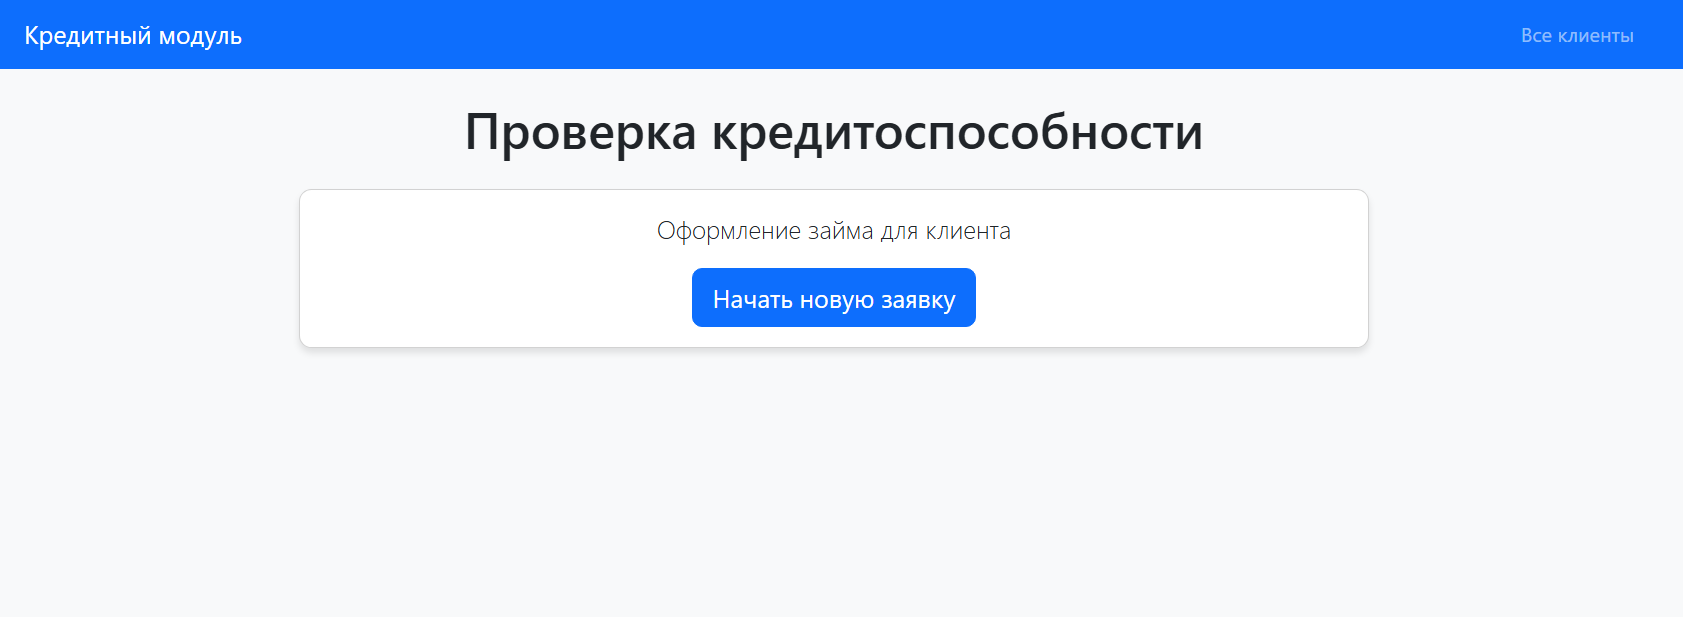 Кредитный модуль
Все клиенты
Проверка кредитоспособности
Оформление займа для клиента
Начать новую заявку